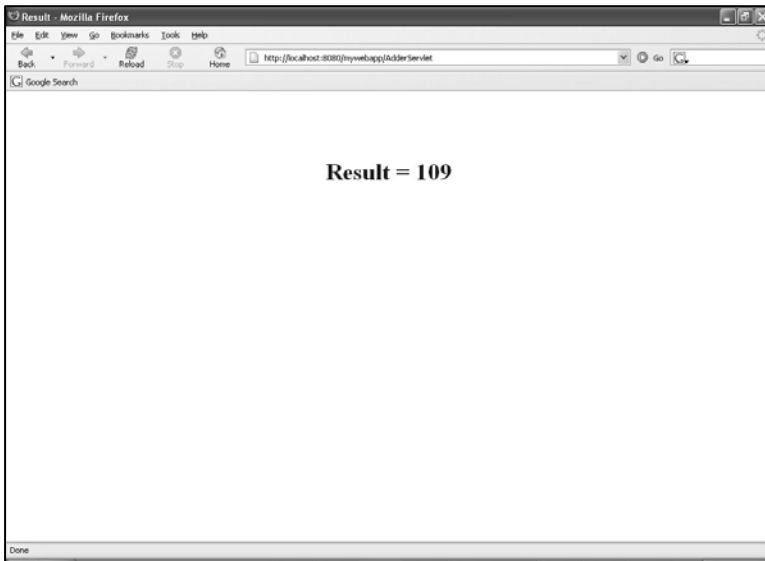 Result - Mozilla Firefox
File Edit View Go Bookmarks Tools Help
Back Forward Reload Stop Home http://localhost:8080/mywebapp/AdderServlet Go
Google Search
Result = 109
Done